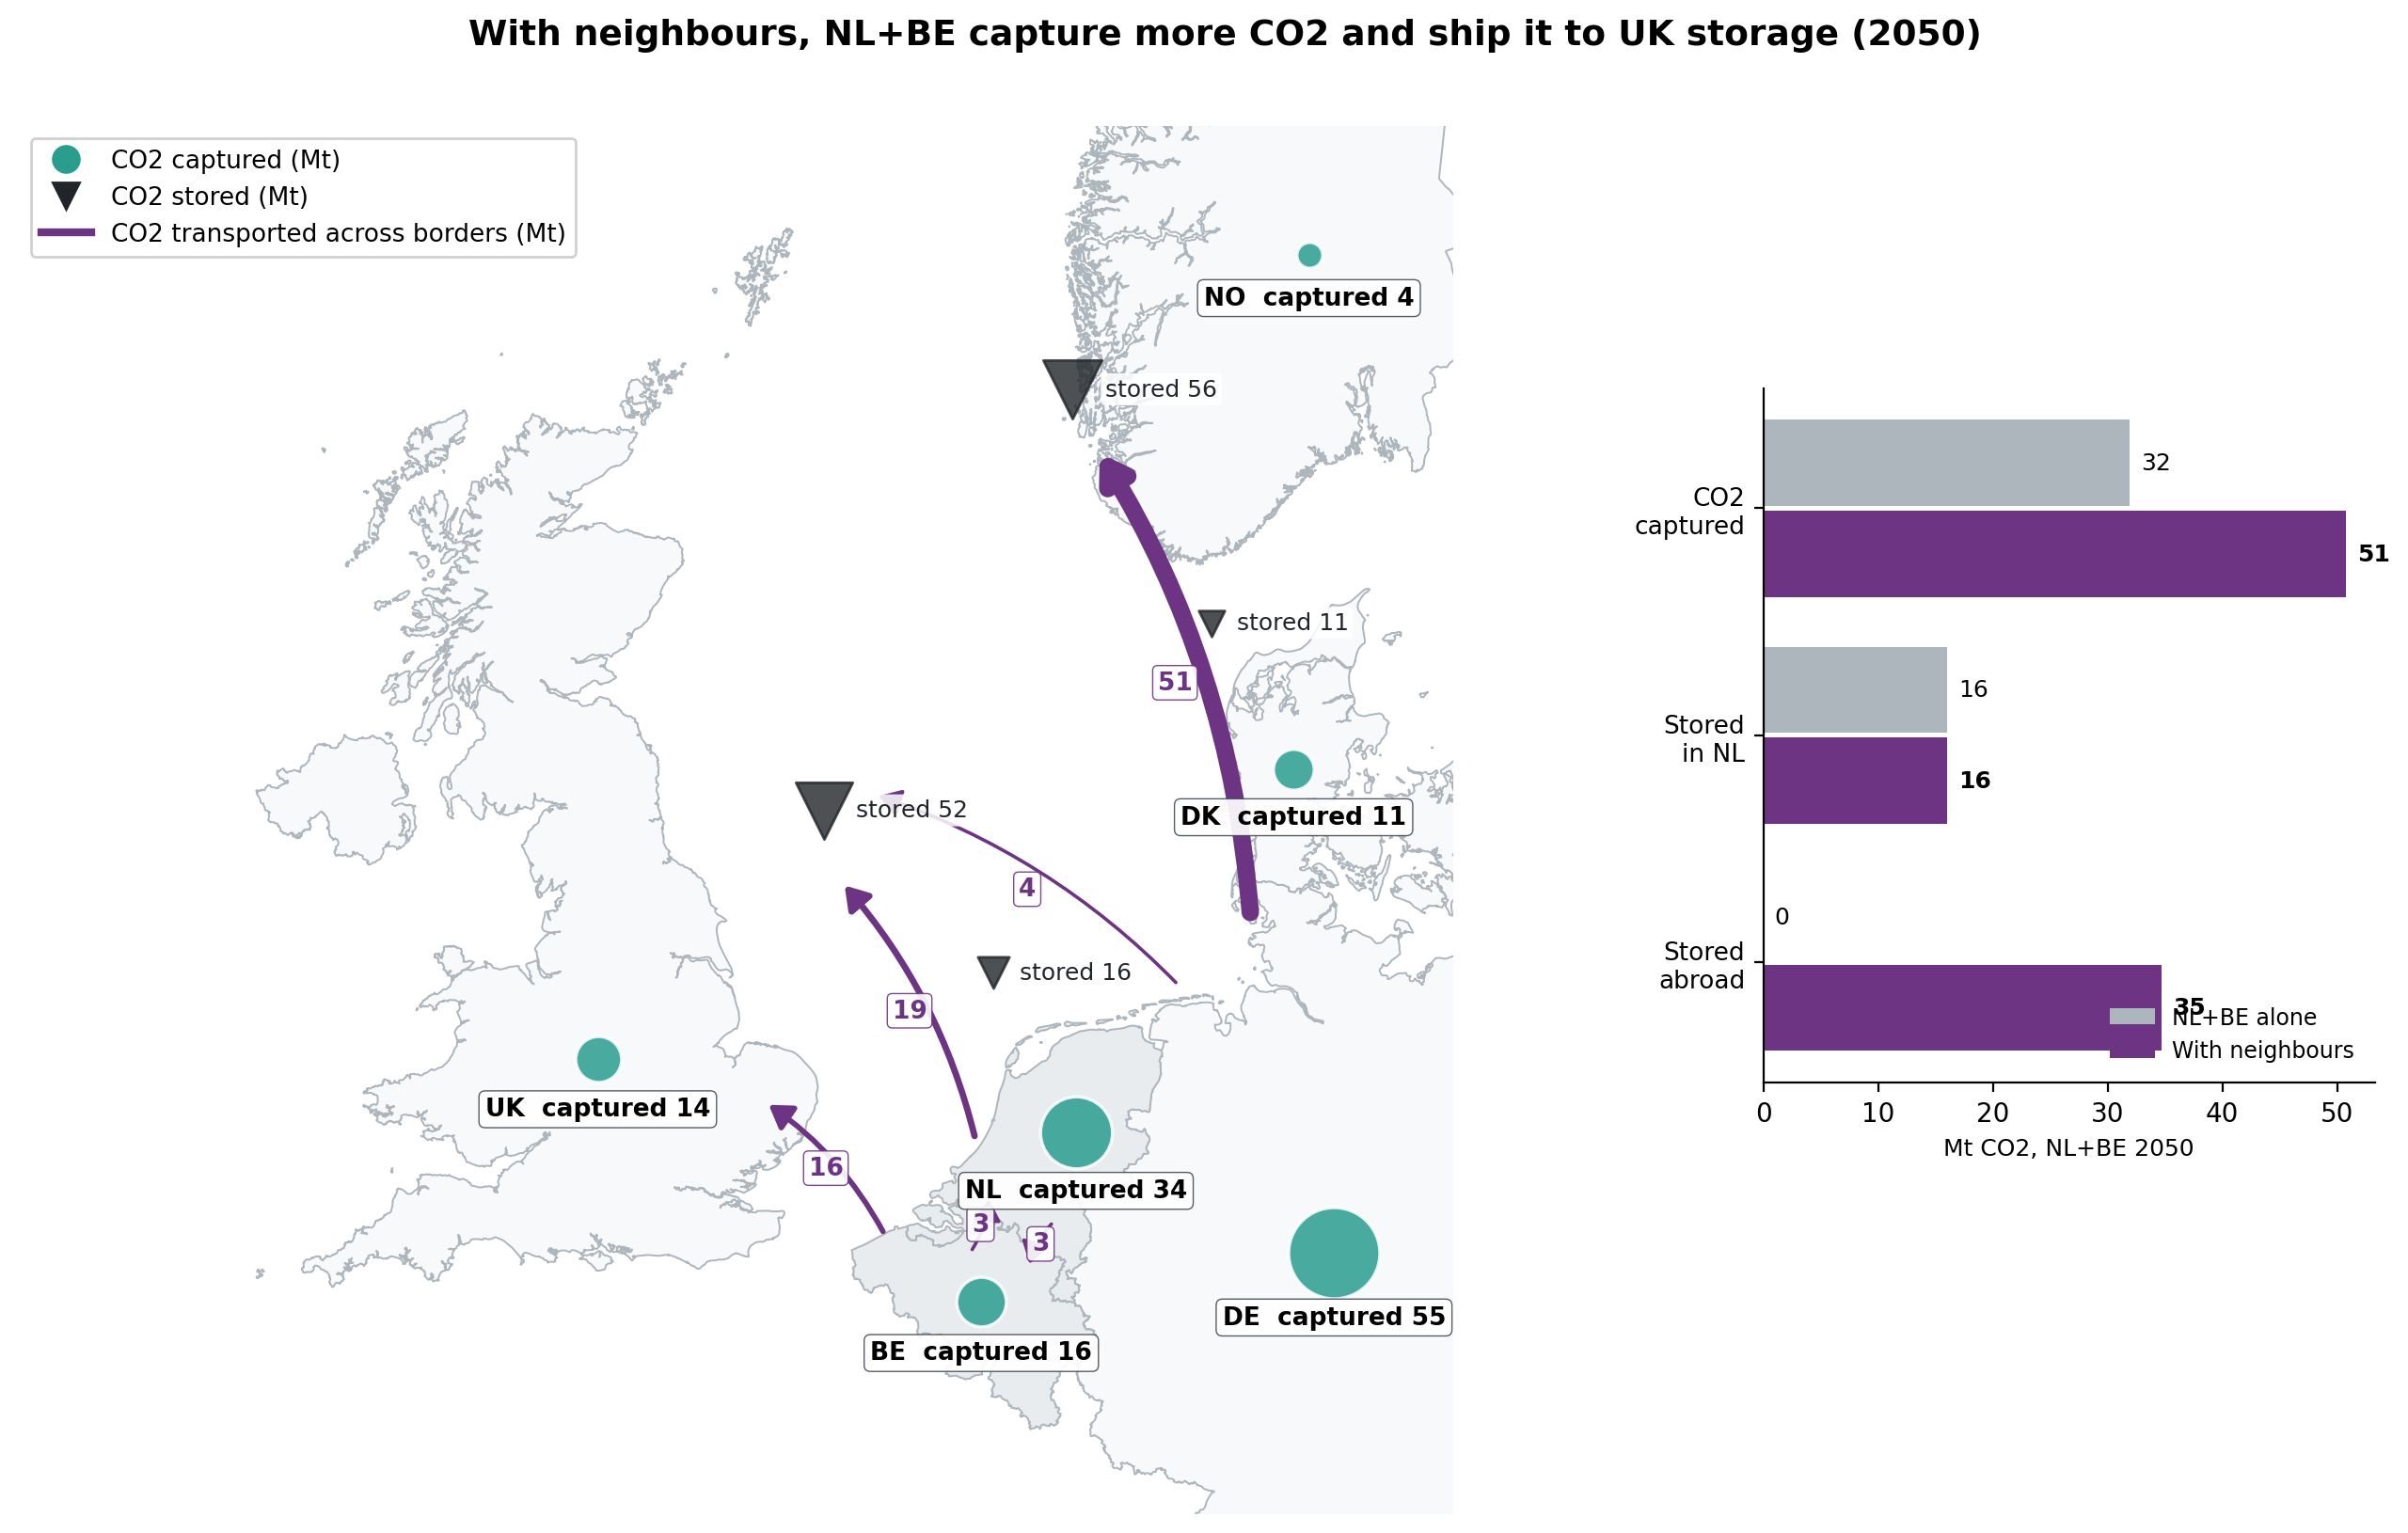 With neighbours, NL+BE capture more CO2 and ship it to UK storage (2050)
CO2 captured (Mt)
CO2 stored (Mt)
CO2 transported across borders (Mt)
NO  captured 4
stored 56
stored 11
51
DK  captured 11
stored 52
4
stored 16
19
UK  captured 14
16
NL  captured 34
3
3
DE  captured 55
BE  captured 16
CO2
captured
32
51
Stored
in NL
16
16
Stored
abroad
0
35
NL+BE alone
With neighbours
0 10 20 30 40 50
Mt CO2, NL+BE 2050